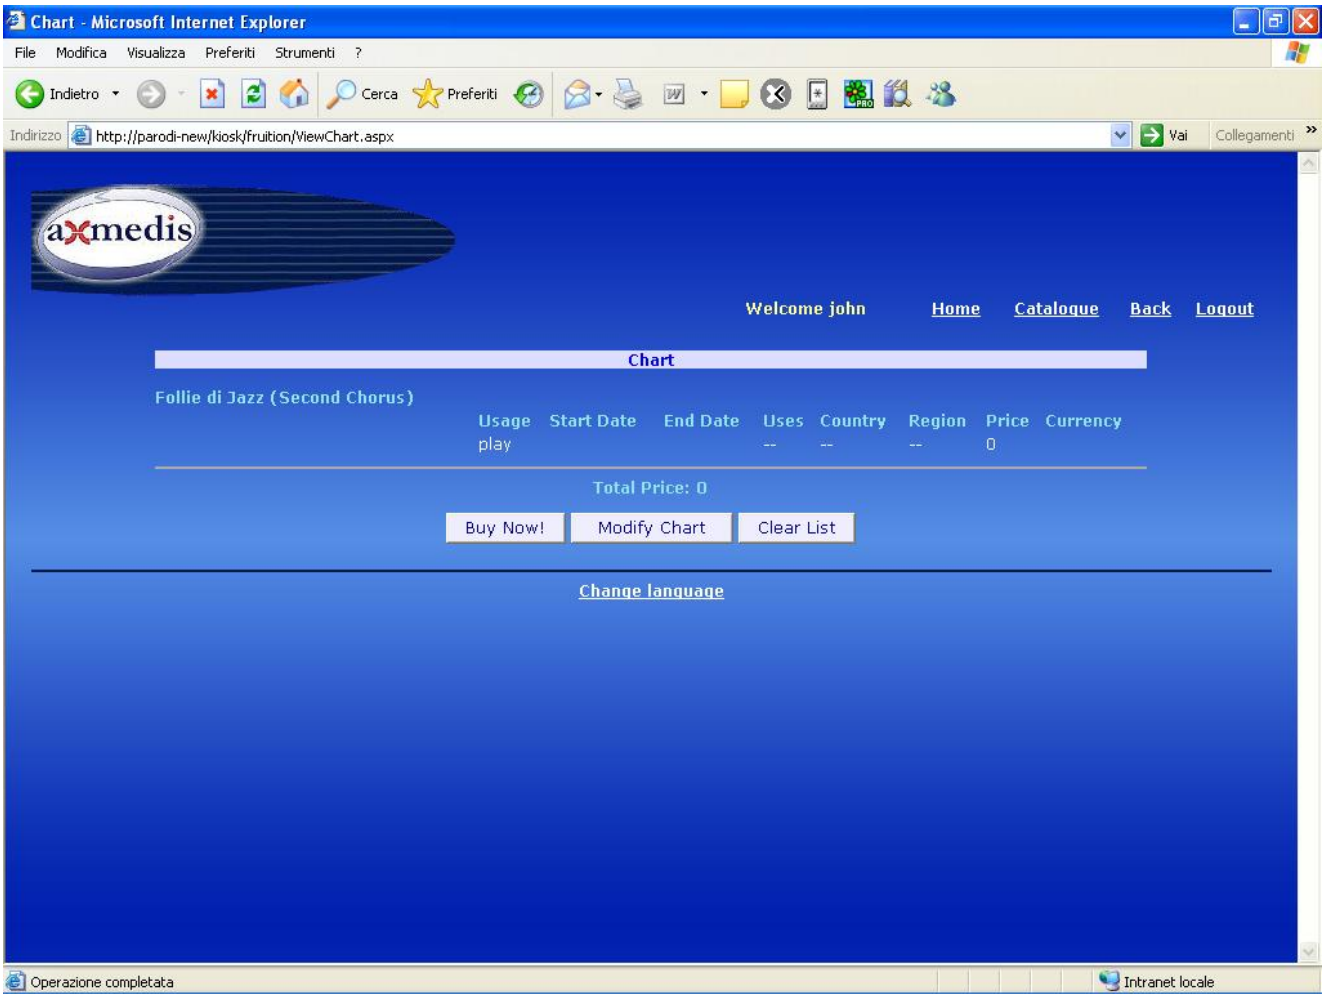 Chart - Microsoft Internet Explorer
File Modifica Visualizza Preferiti Strumenti ?
Indietro Cerca Preferiti
Indirizzo http://parodi-new/kiosk/fruition/ViewChart.aspx Vai Collegamenti »
axmedis
Welcome john Home Catalogue Back Logout
Chart
Follie di Jazz (Second Chorus)
Usage Start Date End Date Uses Country Region Price Currency
play -- -- -- 0
Total Price: 0
Buy Now! Modify Chart Clear List
Change language
Operazione completata Intranet locale